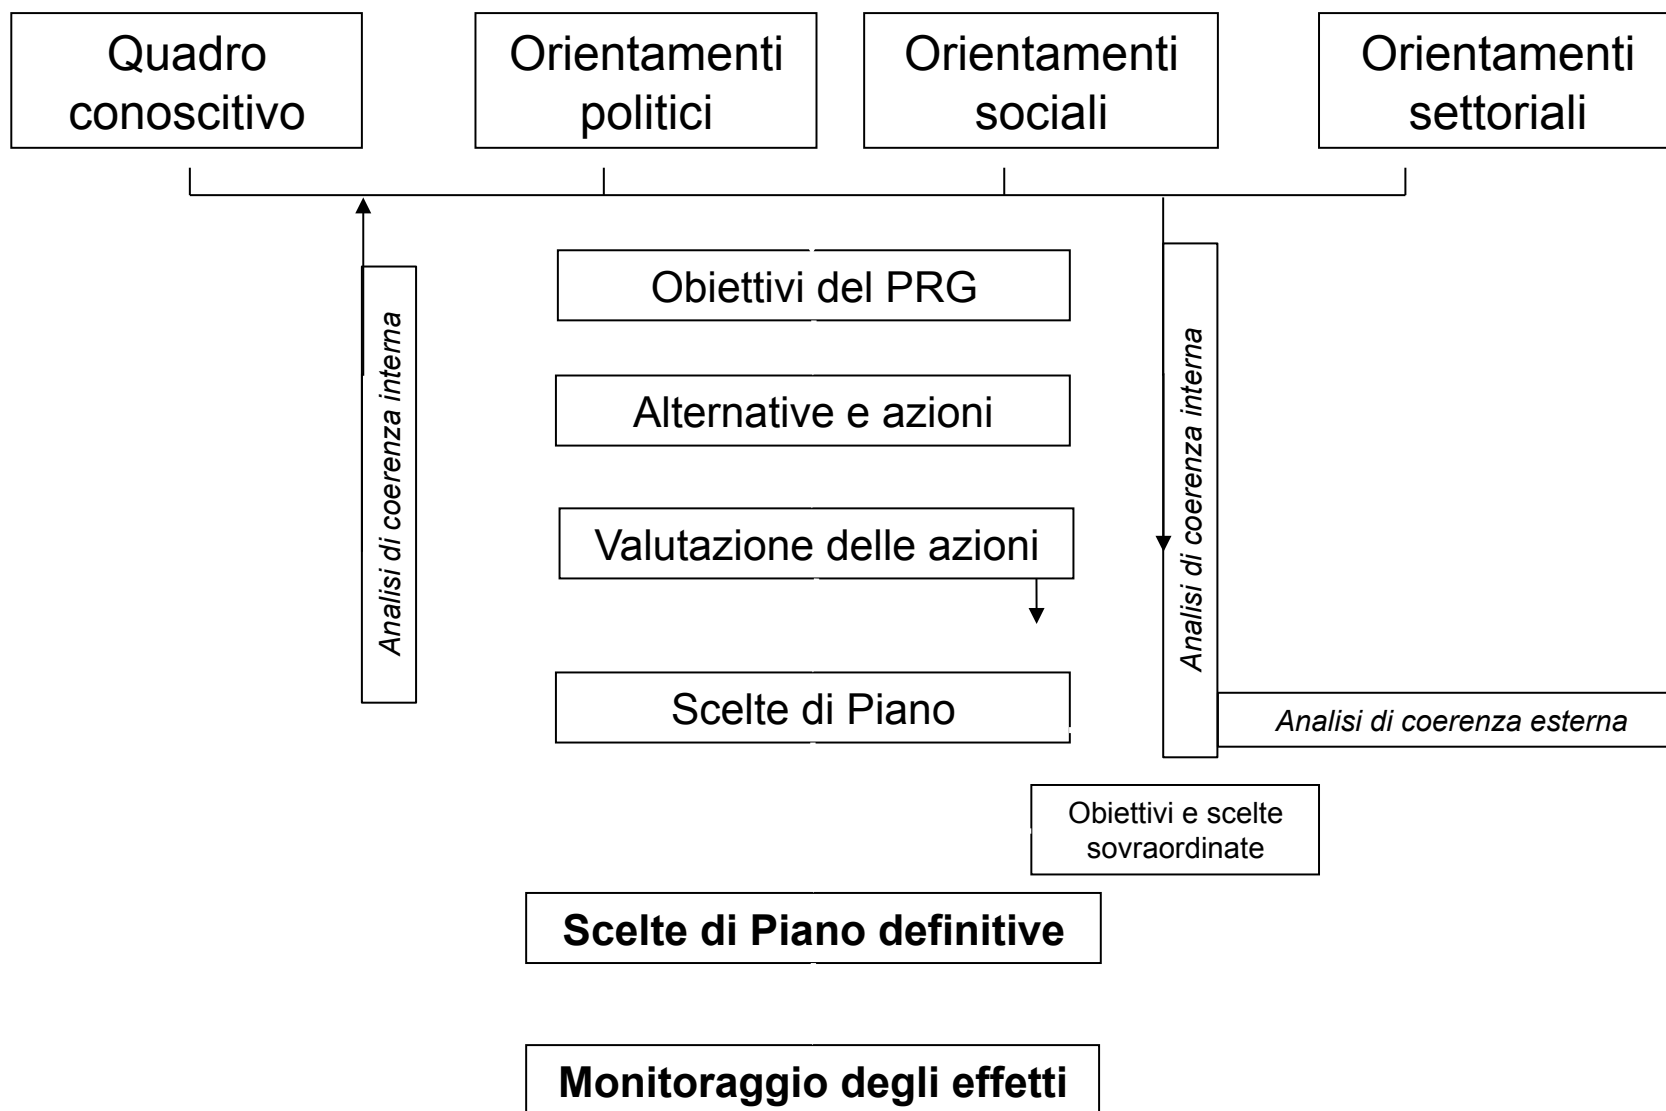 Quadro
conoscitivo
Orientamenti
politici
Orientamenti
sociali
Orientamenti
settoriali
Obiettivi del PRG
Alternative e azioni
Valutazione delle azioni
Scelte di Piano
Analisi di coerenza interna
Analisi di coerenza interna
Analisi di coerenza esterna
Obiettivi e scelte
sovraordinate
Scelte di Piano definitive
Monitoraggio degli effetti